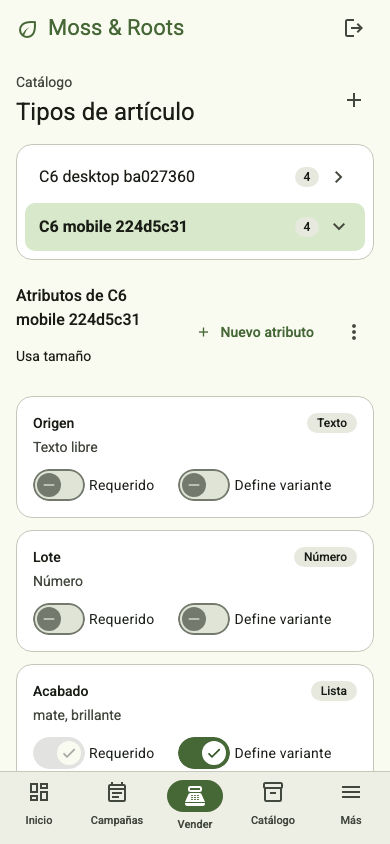 Moss & Roots
Catálogo
Tipos de artículo
C6 desktop ba027360 4
C6 mobile 224d5c31 4
Atributos de C6
mobile 224d5c31
Nuevo atributo
Usa tamaño
Origen Texto
Texto libre
Requerido Define variante
Lote Número
Número
Requerido Define variante
Acabado Lista
mate, brillante
Requerido Define variante
Inicio Campañas Vender Catálogo Más